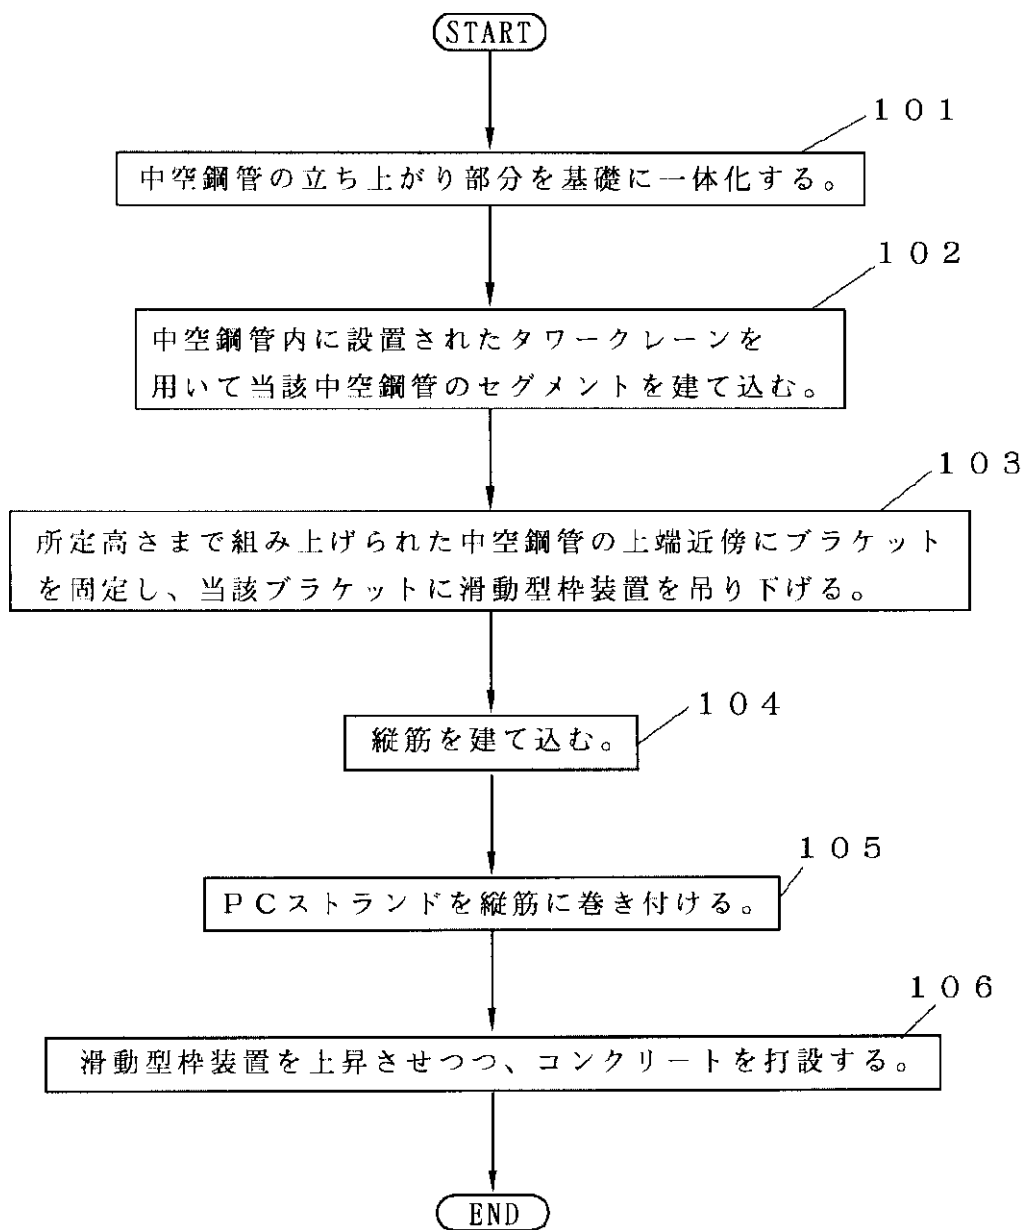 START
１０１
中空鋼管の立ち上がり部分を基礎に一体化する。
１０２
中空鋼管内に設置されたタワークレーンを
用いて当該中空鋼管のセグメントを建て込む。
１０３
所定高さまで組み上げられた中空鋼管の上端近傍にブラケット
を固定し、当該ブラケットに滑動型枠装置を吊り下げる。
１０４
縦筋を建て込む。
１０５
ＰＣストランドを縦筋に巻き付ける。
１０６
滑動型枠装置を上昇させつつ、コンクリートを打設する。
END